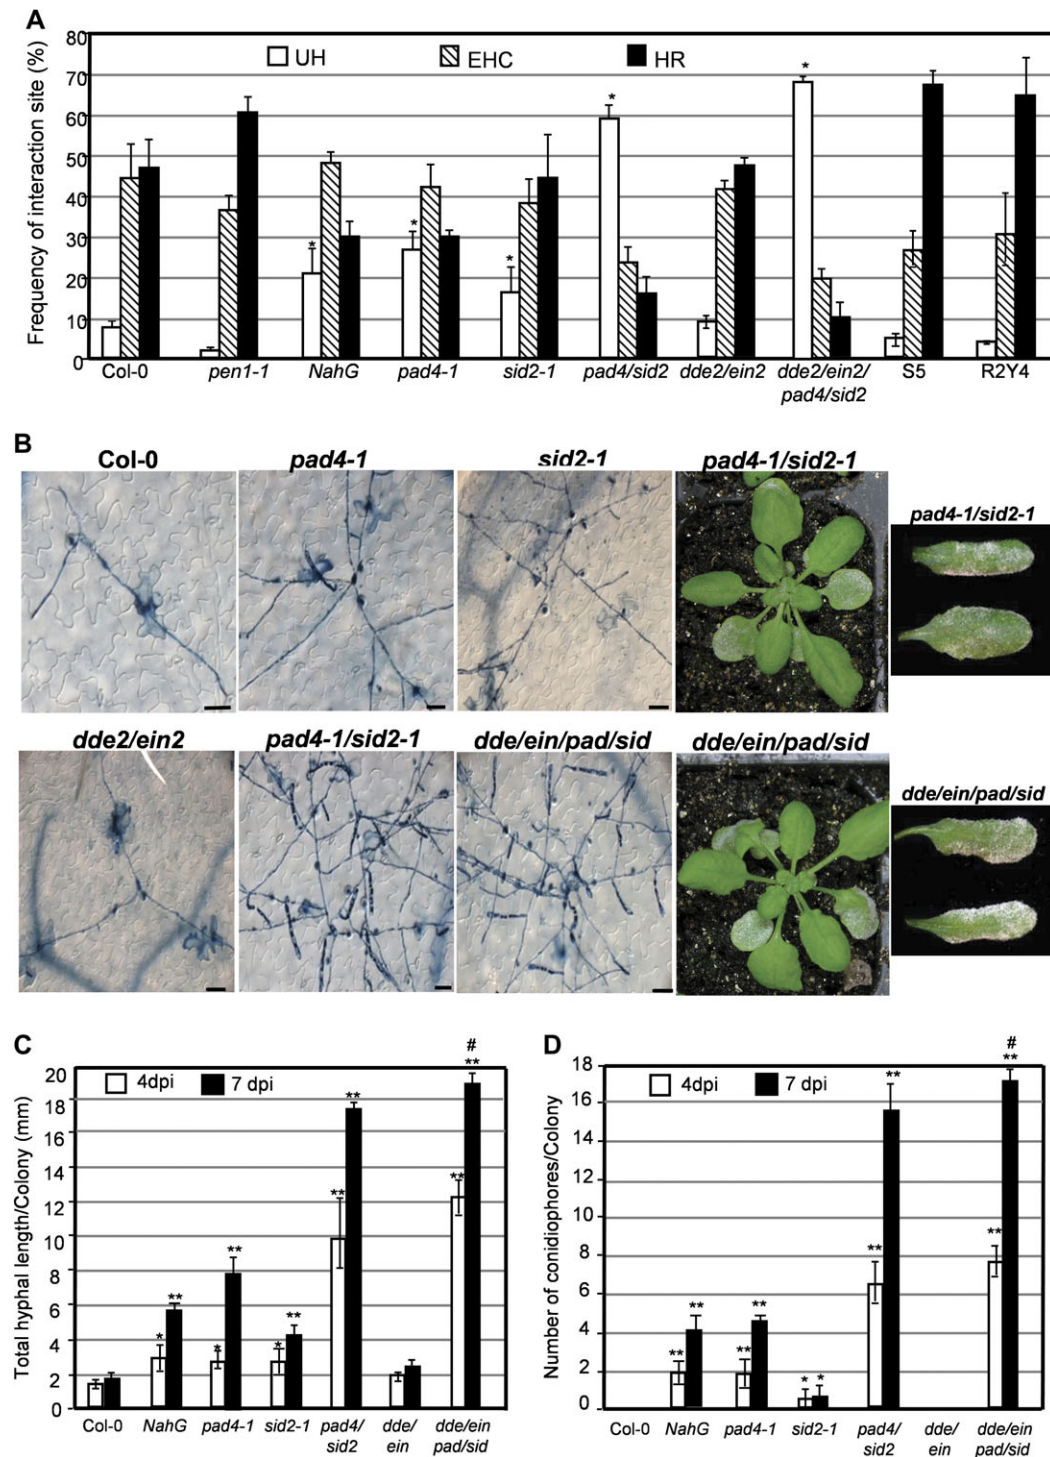 A
Frequency of interaction site (%)
80
70
60
50
40
30
20
10
0
UH EHC HR
* * * * *
Col-0 pen1-1 NahG pad4-1 sid2-1 pad4/sid2 dde2/ein2 dde2/ein2/ S5 R2Y4
pad4/sid2
B
Col-0 pad4-1 sid2-1 pad4-1/sid2-1
pad4-1/sid2-1
dde2/ein2 pad4-1/sid2-1 dde/ein/pad/sid dde/ein/pad/sid
dde/ein/pad/sid
C
Total hyphal length/Colony (mm)
20
18
16
14
12
10
8
6
4
2
0
4dpi 7 dpi
#
* ** * ** * ** ** ** ** **
Col-0 NahG pad4-1 sid2-1 pad4/ dde/ dde/ein
sid2 ein pad/sid
D
Number of conidiophores/Colony
18
16
14
12
10
8
6
4
2
0
4dpi 7 dpi
#
** ** ** ** * * ** ** ** **
Col-0 NahG pad4-1 sid2-1 pad4/ dde/ dde/ein
sid2 ein pad/sid